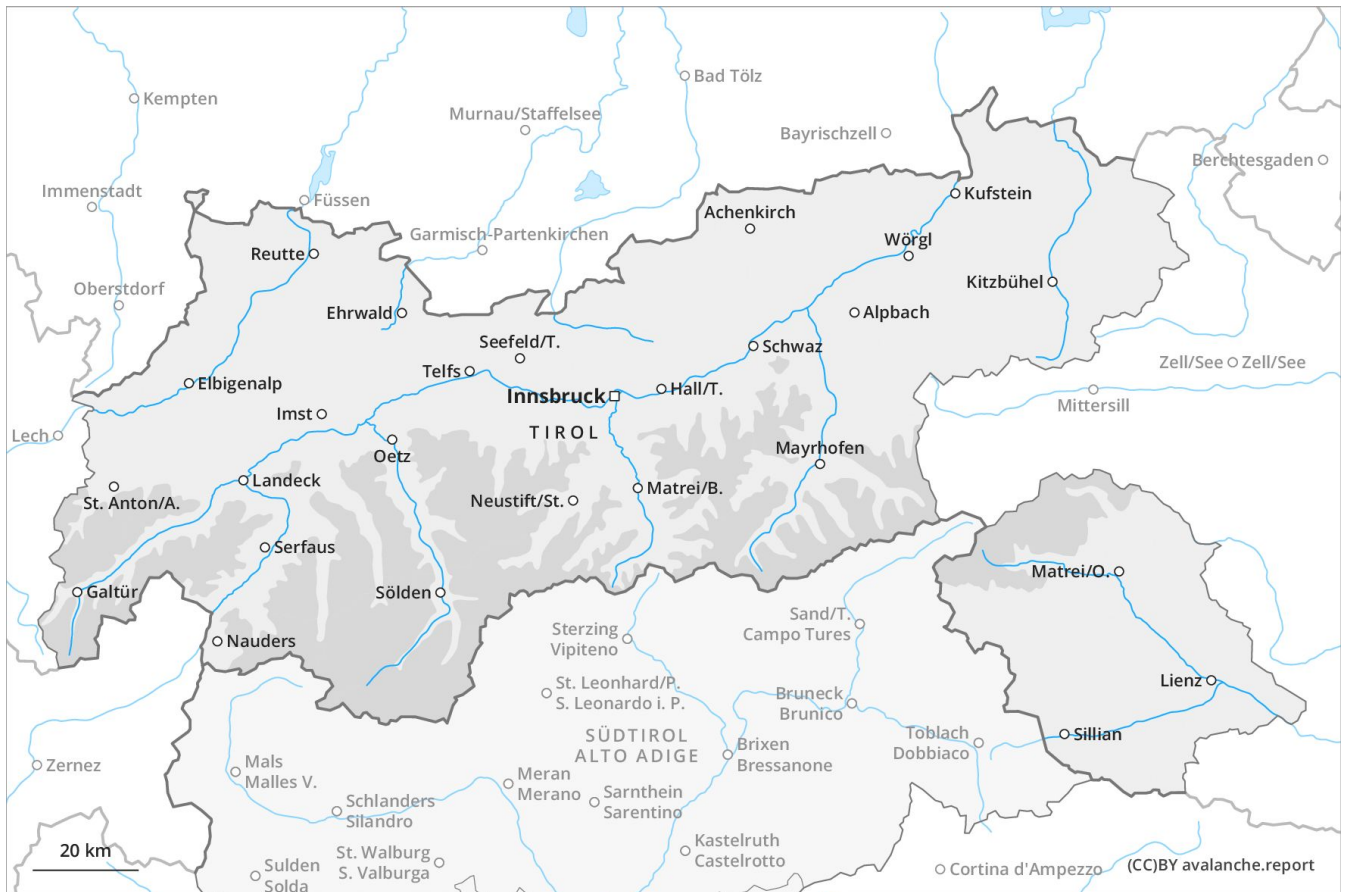 Kempten
Bad Tölz
Murnau/Staffelsee
Bayrischzell
Berchtesgaden
Immenstadt
Füssen
Kufstein
Achenkirch
Garmisch-Partenkirchen
Wörgl
Reutte
Kitzbühel
Oberstdorf
Ehrwald
Alpbach
Seefeld/T.
Schwaz
Zell/See
Zell/See
Telfs
Elbigenalp
Innsbruck
Hall/T.
Mittersill
Imst
TIROL
Lech
Oetz
Mayrhofen
Landeck
Matrei/B.
St. Anton/A.
Neustift/St.
Serfaus
Matrei/O.
Galtür
Sölden
Sand/T.
Campo Tures
Sterzing
Vipiteno
Nauders
St. Leonhard/P.
S. Leonardo i. P.
Bruneck
Brunico
Lienz
SÜDTIROL
ALTO ADIGE
Toblach
Dobbiaco
Sillian
Brixen
Bressanone
Zernez
Mals
Malles V.
Meran
Merano
Sarnthein
Sarentino
Schlanders
Silandro
20 km
St. Walburg
S. Valburga
Kastelruth
Castelrotto
Sulden
Solda
Cortina d'Ampezzo
(CC)BY avalanche.report